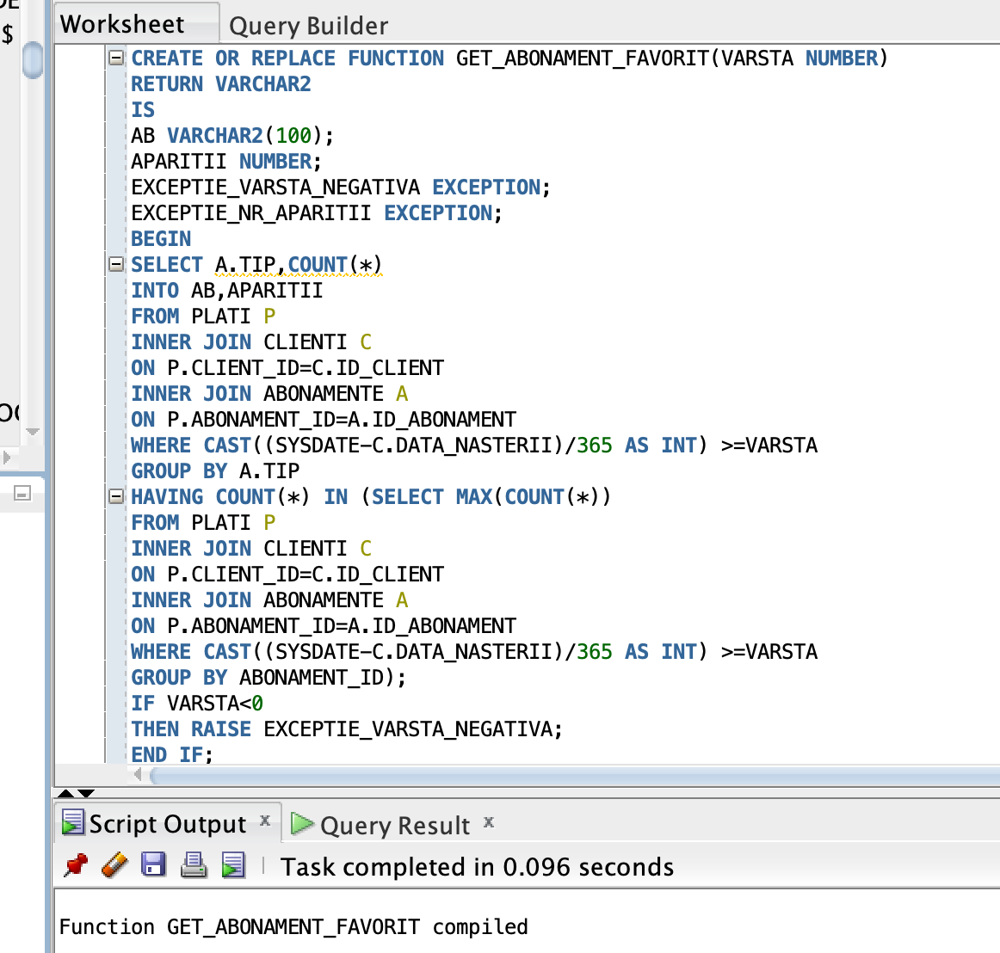 $
Worksheet
Query Builder
CREATE OR REPLACE FUNCTION GET_ABONAMENT_FAVORIT(VARSTA NUMBER)
RETURN VARCHAR2
IS
AB VARCHAR2(100);
APARITII NUMBER;
EXCEPTIE_VARSTA_NEGATIVA EXCEPTION;
EXCEPTIE_NR_APARITII EXCEPTION;
BEGIN
SELECT A.TIP,COUNT(*)
INTO AB,APARITII
FROM PLATI P
INNER JOIN CLIENTI C
ON P.CLIENT_ID=C.ID_CLIENT
INNER JOIN ABONAMENTE A
ON P.ABONAMENT_ID=A.ID_ABONAMENT
WHERE CAST((SYSDATE-C.DATA_NASTERII)/365 AS INT) >=VARSTA
GROUP BY A.TIP
HAVING COUNT(*) IN (SELECT MAX(COUNT(*))
FROM PLATI P
INNER JOIN CLIENTI C
ON P.CLIENT_ID=C.ID_CLIENT
INNER JOIN ABONAMENTE A
ON P.ABONAMENT_ID=A.ID_ABONAMENT
WHERE CAST((SYSDATE-C.DATA_NASTERII)/365 AS INT) >=VARSTA
GROUP BY ABONAMENT_ID);
IF VARSTA<0
THEN RAISE EXCEPTIE_VARSTA_NEGATIVA;
END IF;
Script Output x
Query Result x
Task completed in 0.096 seconds
Function GET_ABONAMENT_FAVORIT compiled